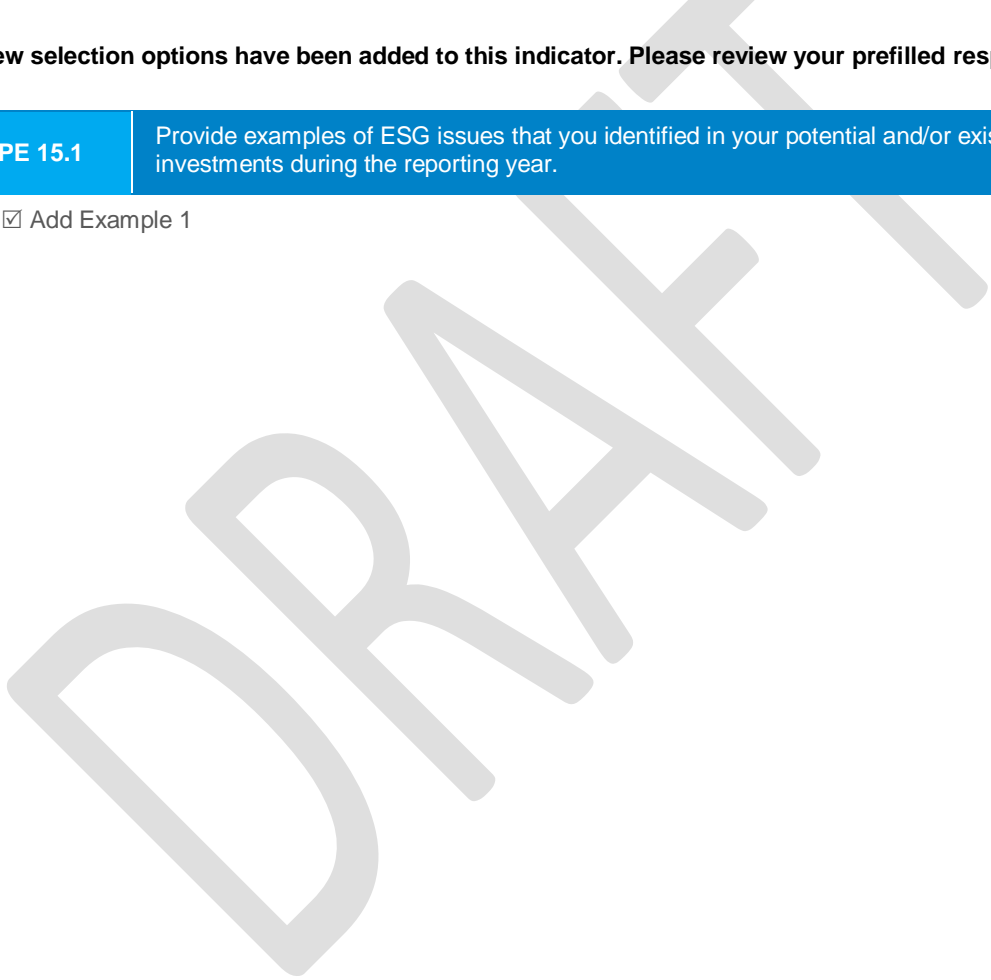 ew selection options have been added to this indicator. Please review your prefilled resp
PE 15.1
Provide examples of ESG issues that you identified in your potential and/or exis
investments during the reporting year.
☑ Add Example 1
DRAFT